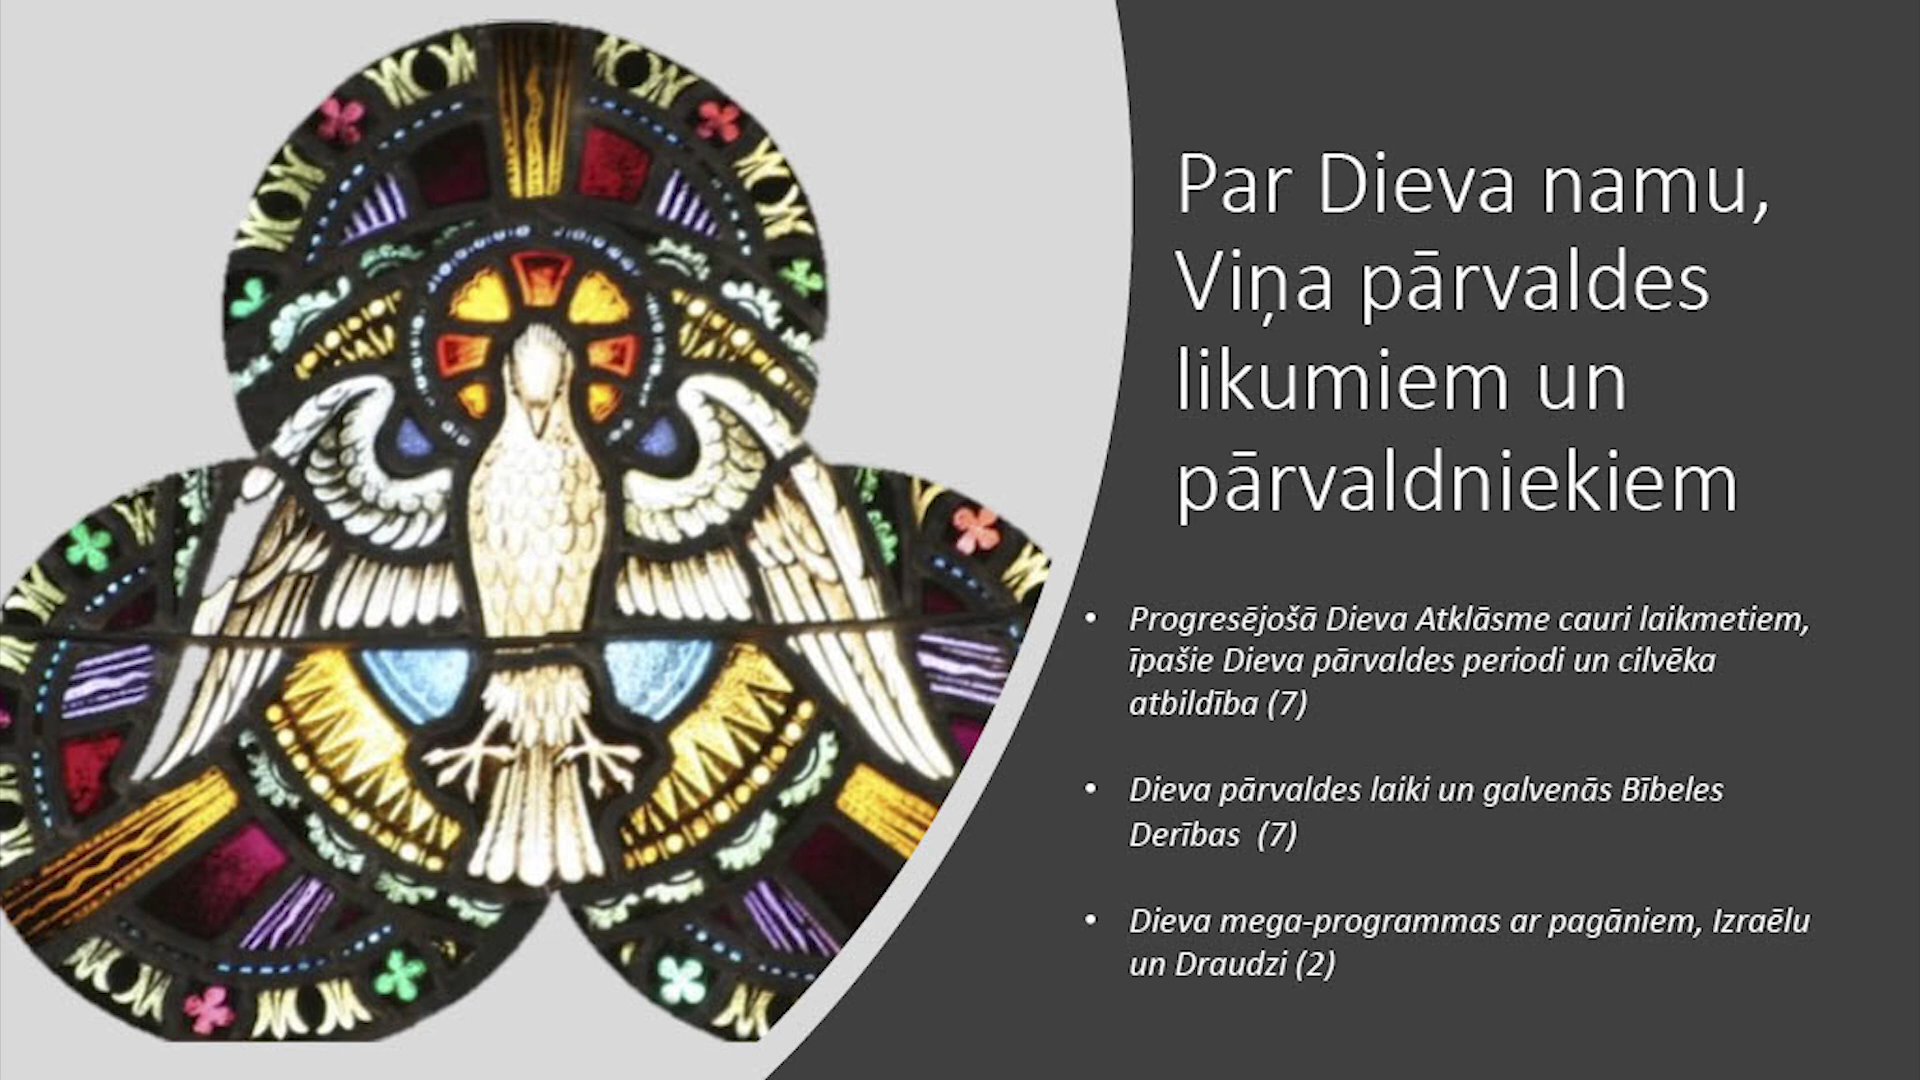 Par Dieva namu,
Viņa pārvaldes
likumiem un
pārvaldniekiem
• Progresējošā Dieva Atklāsme cauri laikmetiem,
īpašie Dieva pārvaldes periodi un cilvēka
atbildība (7)
• Dieva pārvaldes laiki un galvenās Bībeles
Derības (7)
• Dieva mega-programmas ar pagāniem, Izraēlu
un Draudzi (2)